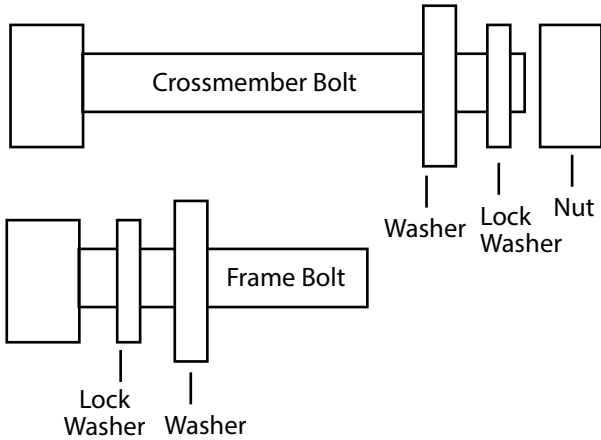 Crossmember Bolt
Washer
Lock
Washer
Nut
Frame Bolt
Lock
Washer
Washer